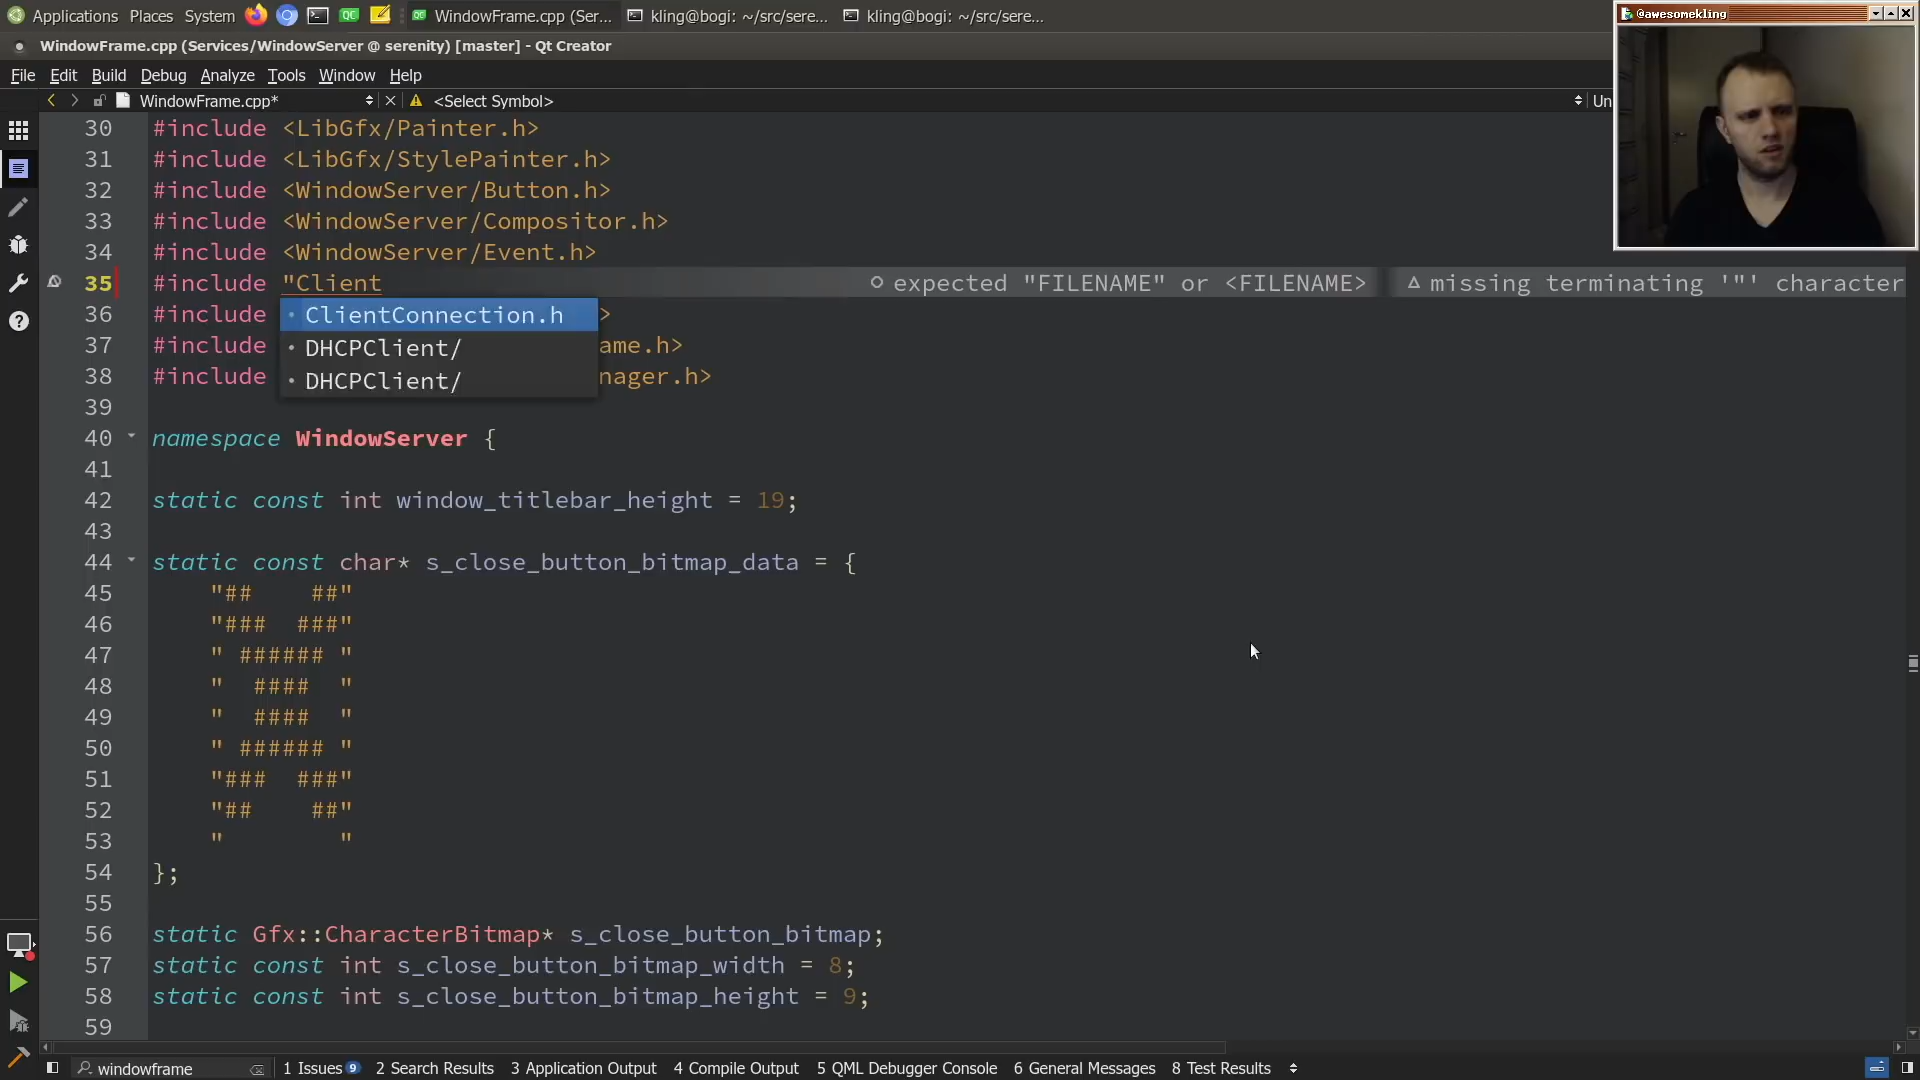 Applications Places System WindowFrame.cpp (Ser... kling@bogi: ~/src/sere... kling@bogi: ~/src/sere...
@awesomekling
WindowFrame.cpp (Services/WindowServer @ serenity) [master] - Qt Creator
File Edit Build Debug Analyze Tools Window Help
WindowFrame.cpp* <Select Symbol> Un
30 #include <LibGfx/Painter.h>
31 #include <LibGfx/StylePainter.h>
32 #include <WindowServer/Button.h>
33 #include <WindowServer/Compositor.h>
34 #include <WindowServer/Event.h>
35 #include "Client expected "FILENAME" or <FILENAME> missing terminating '"' character
36 #include >
ClientConnection.h
37 #include ame.h>
DHCPClient/
38 #include nager.h>
DHCPClient/
39
40 namespace WindowServer {
41
42 static const int window_titlebar_height = 19;
43
44 static const char* s_close_button_bitmap_data = {
45 "##    ##"
46 "###  ###"
47 " ###### "
48 "  ####  "
49 "  ####  "
50 " ###### "
51 "###  ###"
52 "##    ##"
53 "        "
54 };
55
56 static Gfx::CharacterBitmap* s_close_button_bitmap;
57 static const int s_close_button_bitmap_width = 8;
58 static const int s_close_button_bitmap_height = 9;
59
windowframe 1 Issues 9 2 Search Results 3 Application Output 4 Compile Output 5 QML Debugger Console 6 General Messages 8 Test Results